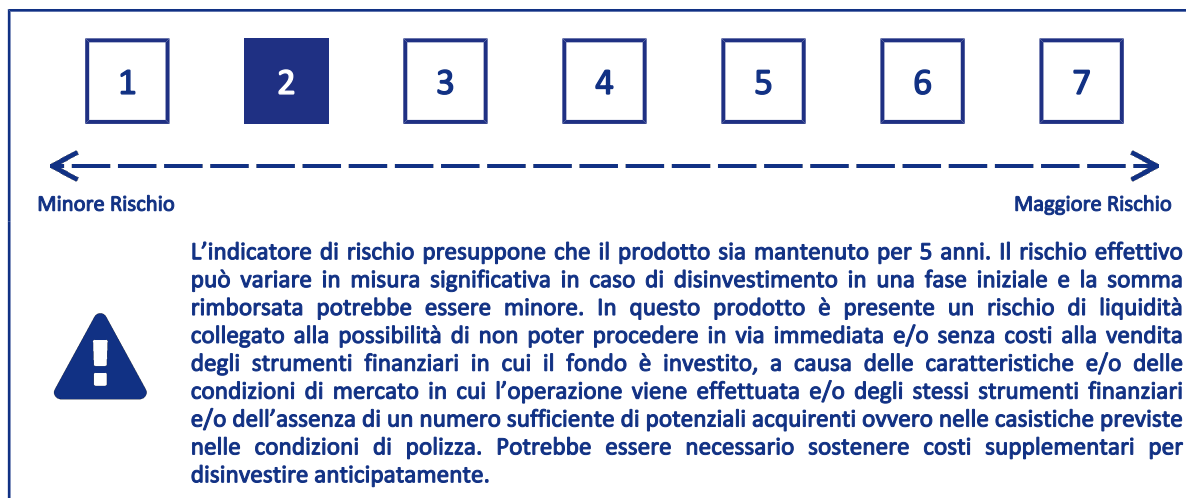 1 2 3 4 5 6 7
Minore Rischio Maggiore Rischio
L'indicatore di rischio presuppone che il prodotto sia mantenuto per 5 anni. Il rischio effettivo
può variare in misura significativa in caso di disinvestimento in una fase iniziale e la somma
rimborsata potrebbe essere minore. In questo prodotto è presente un rischio di liquidità
collegato alla possibilità di non poter procedere in via immediata e/o senza costi alla vendita
degli strumenti finanziari in cui il fondo è investito, a causa delle caratteristiche e/o delle
condizioni di mercato in cui l'operazione viene effettuata e/o degli stessi strumenti finanziari
e/o dell'assenza di un numero sufficiente di potenziali acquirenti ovvero nelle casistiche previste
nelle condizioni di polizza. Potrebbe essere necessario sostenere costi supplementari per
disinvestire anticipatamente.